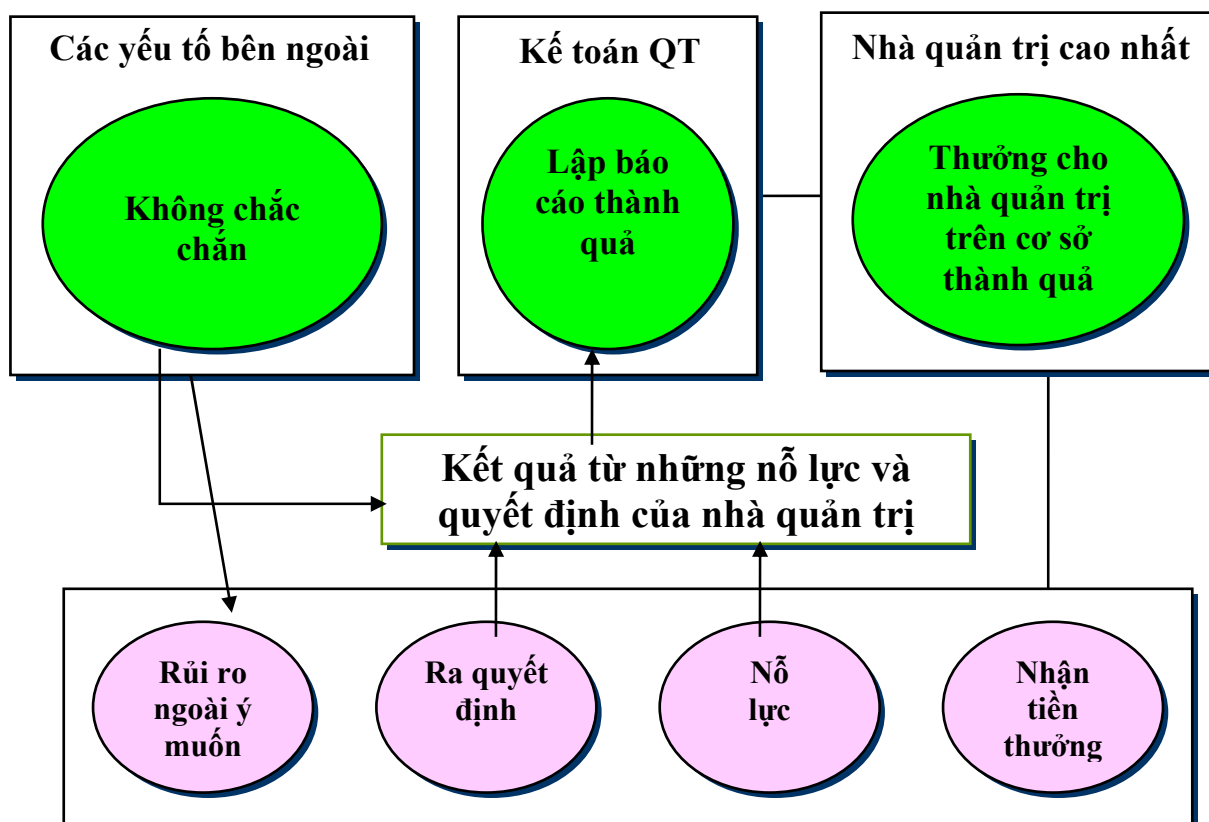 Các yếu tố bên ngoài
Không chắc
chắn
Kế toán QT
Lập báo
cáo thành
quả
Nhà quản trị cao nhất
Thưởng cho
nhà quản trị
trên cơ sở
thành quả
Kết quả từ những nỗ lực và
quyết định của nhà quản trị
Rủi ro
ngoài ý
muốn
Ra quyết
định
Nỗ
lực
Nhận
tiền
thưởng